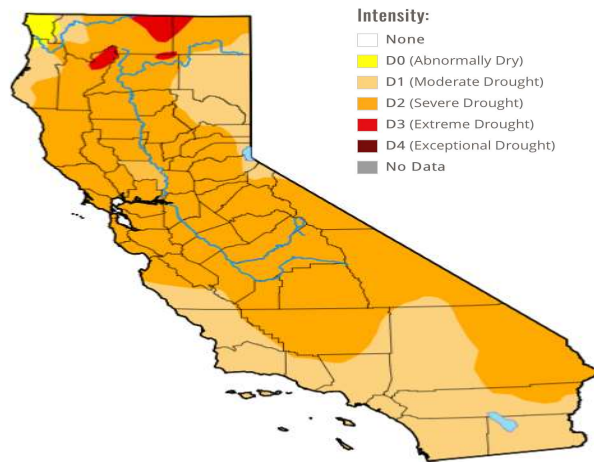 Intensity:
None
D0 (Abnormally Dry)
D1 (Moderate Drought)
D2 (Severe Drought)
D3 (Extreme Drought)
D4 (Exceptional Drought)
No Data